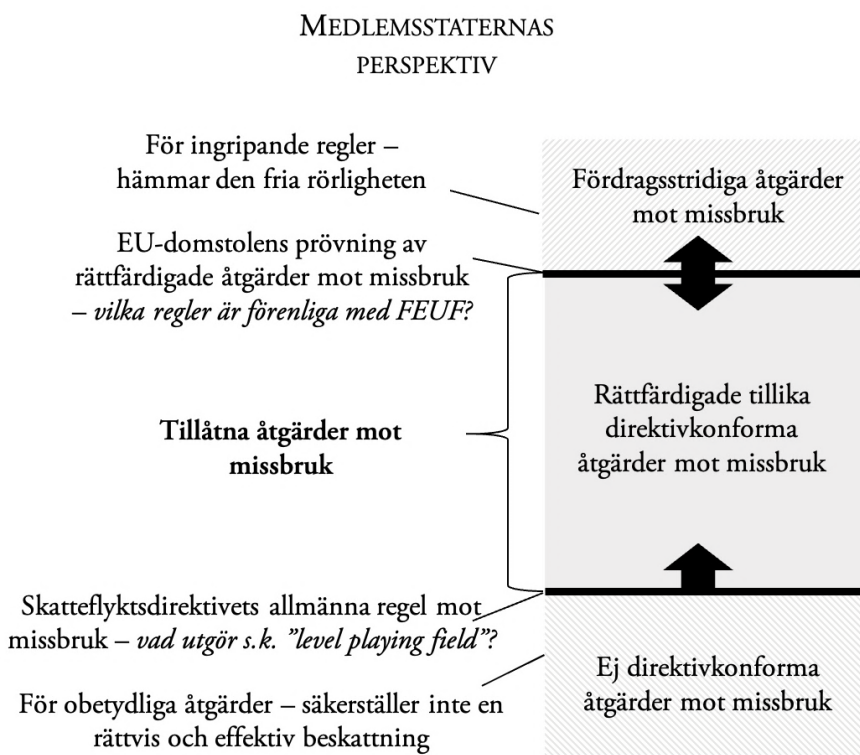 MEDLEMSSTATERNAS
PERSPEKTIV
För ingripande regler –
hämmar den fria rörligheten
Fördragsstridiga åtgärder
mot missbruk
EU-domstolens prövning av
rättfärdigade åtgärder mot missbruk
– vilka regler är förenliga med FEUF?
Tillåtna åtgärder mot
missbruk
Rättfärdigade tillika
direktivkonforma
åtgärder mot missbruk
Skatteflyktsdirektivets allmänna regel mot
missbruk – vad utgör s.k. ”level playing field”?
För obetydliga åtgärder – säkerställer inte en
rättvis och effektiv beskattning
Ej direktivkonforma
åtgärder mot missbruk